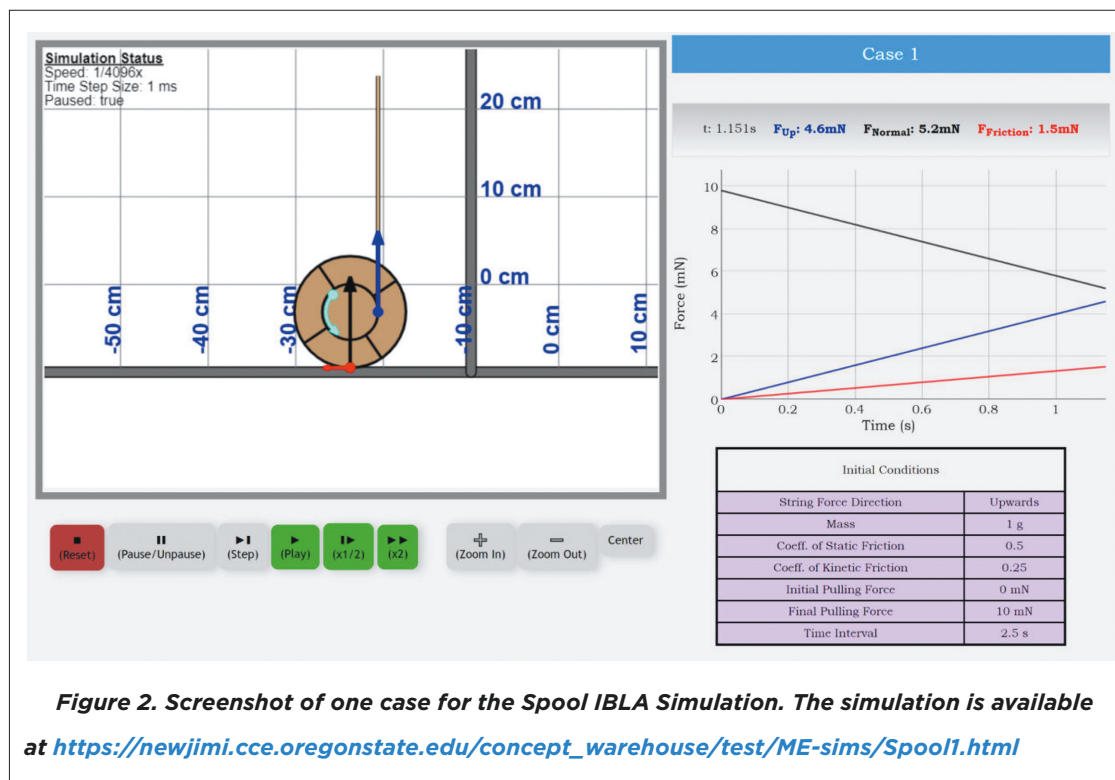 Simulation Status
Speed: 1/4096x
Time Step Size: 1 ms
Paused: true
20 cm
10 cm
0 cm
-50 cm
-40 cm
-30 cm
-10 cm
0 cm
10 cm
(Reset)
(Pause/Unpause)
(Step)
(Play)
(x1/2)
(x2)
(Zoom In)
(Zoom Out)
Center
Case 1
t: 1.151s FUp: 4.6mN FNormal: 5.2mN FFriction: 1.5mN
Force (mN)
10
8
6
4
2
0
0 0.2 0.4 0.6 0.8 1
Time (s)
Initial Conditions
String Force Direction Upwards
Mass 1 g
Coeff. of Static Friction 0.5
Coeff. of Kinetic Friction 0.25
Initial Pulling Force 0 mN
Final Pulling Force 10 mN
Time Interval 2.5 s
Figure 2. Screenshot of one case for the Spool IBLA Simulation. The simulation is available
at https://newjimi.cce.oregonstate.edu/concept_warehouse/test/ME-sims/Spool1.html